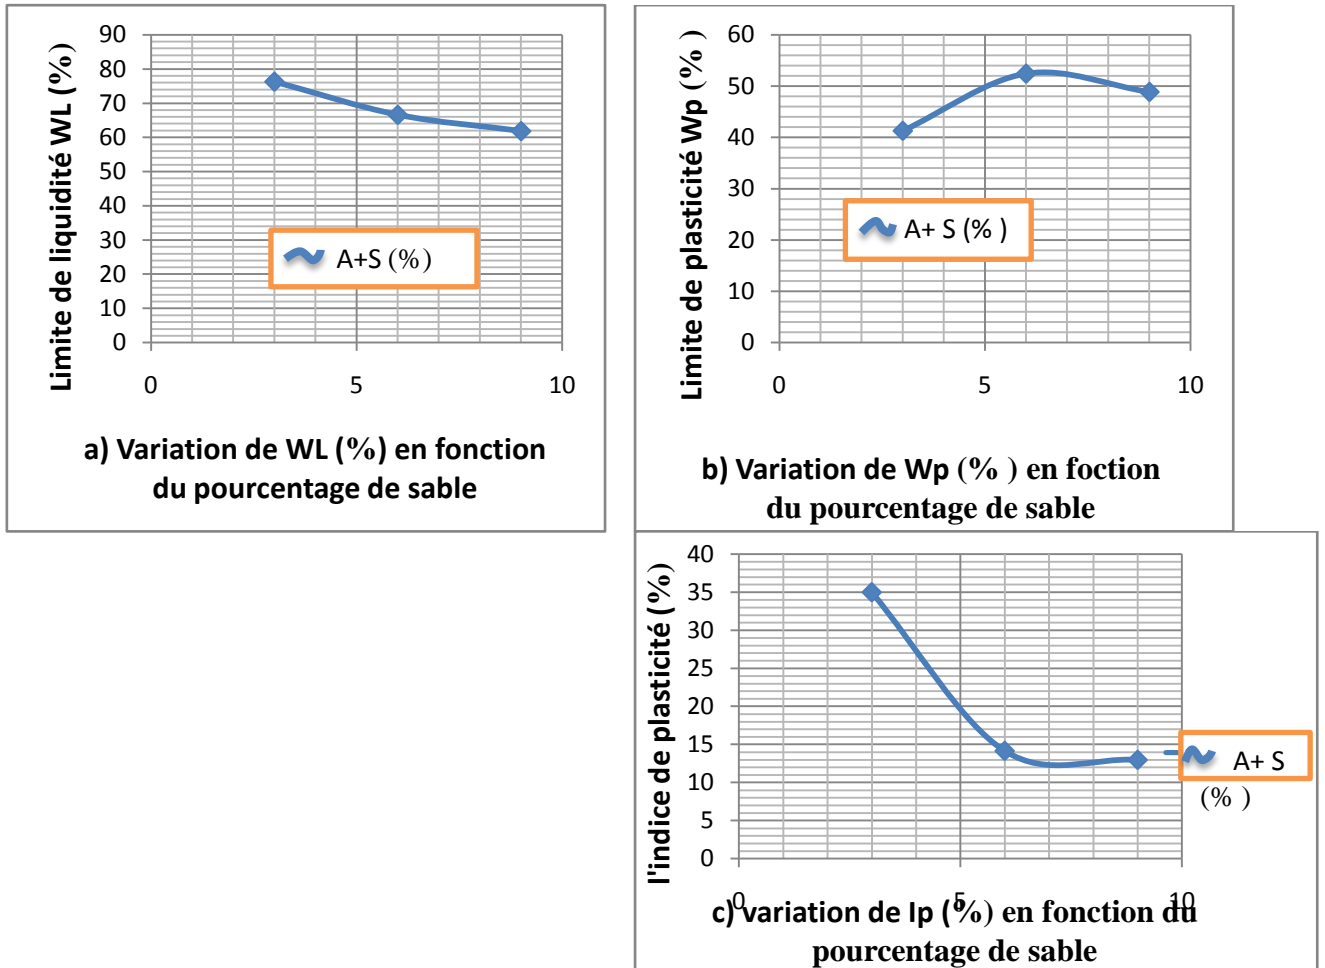 Limite de liquidité WL (%)
90
80
70
60
50
40
30
20
10
0
0 5 10
A+S (%)
a) Variation de WL (%) en fonction
du pourcentage de sable
Limite de plasticité Wp (% )
60
50
40
30
20
10
0
0 5 10
A+ S (% )
b) Variation de Wp (% ) en foction
du pourcentage de sable
l'indice de plasticité (%)
40
35
30
25
20
15
10
5
0
0 5 10
A+ S
(% )
c) variation de Ip (%) en fonction du
pourcentage de sable